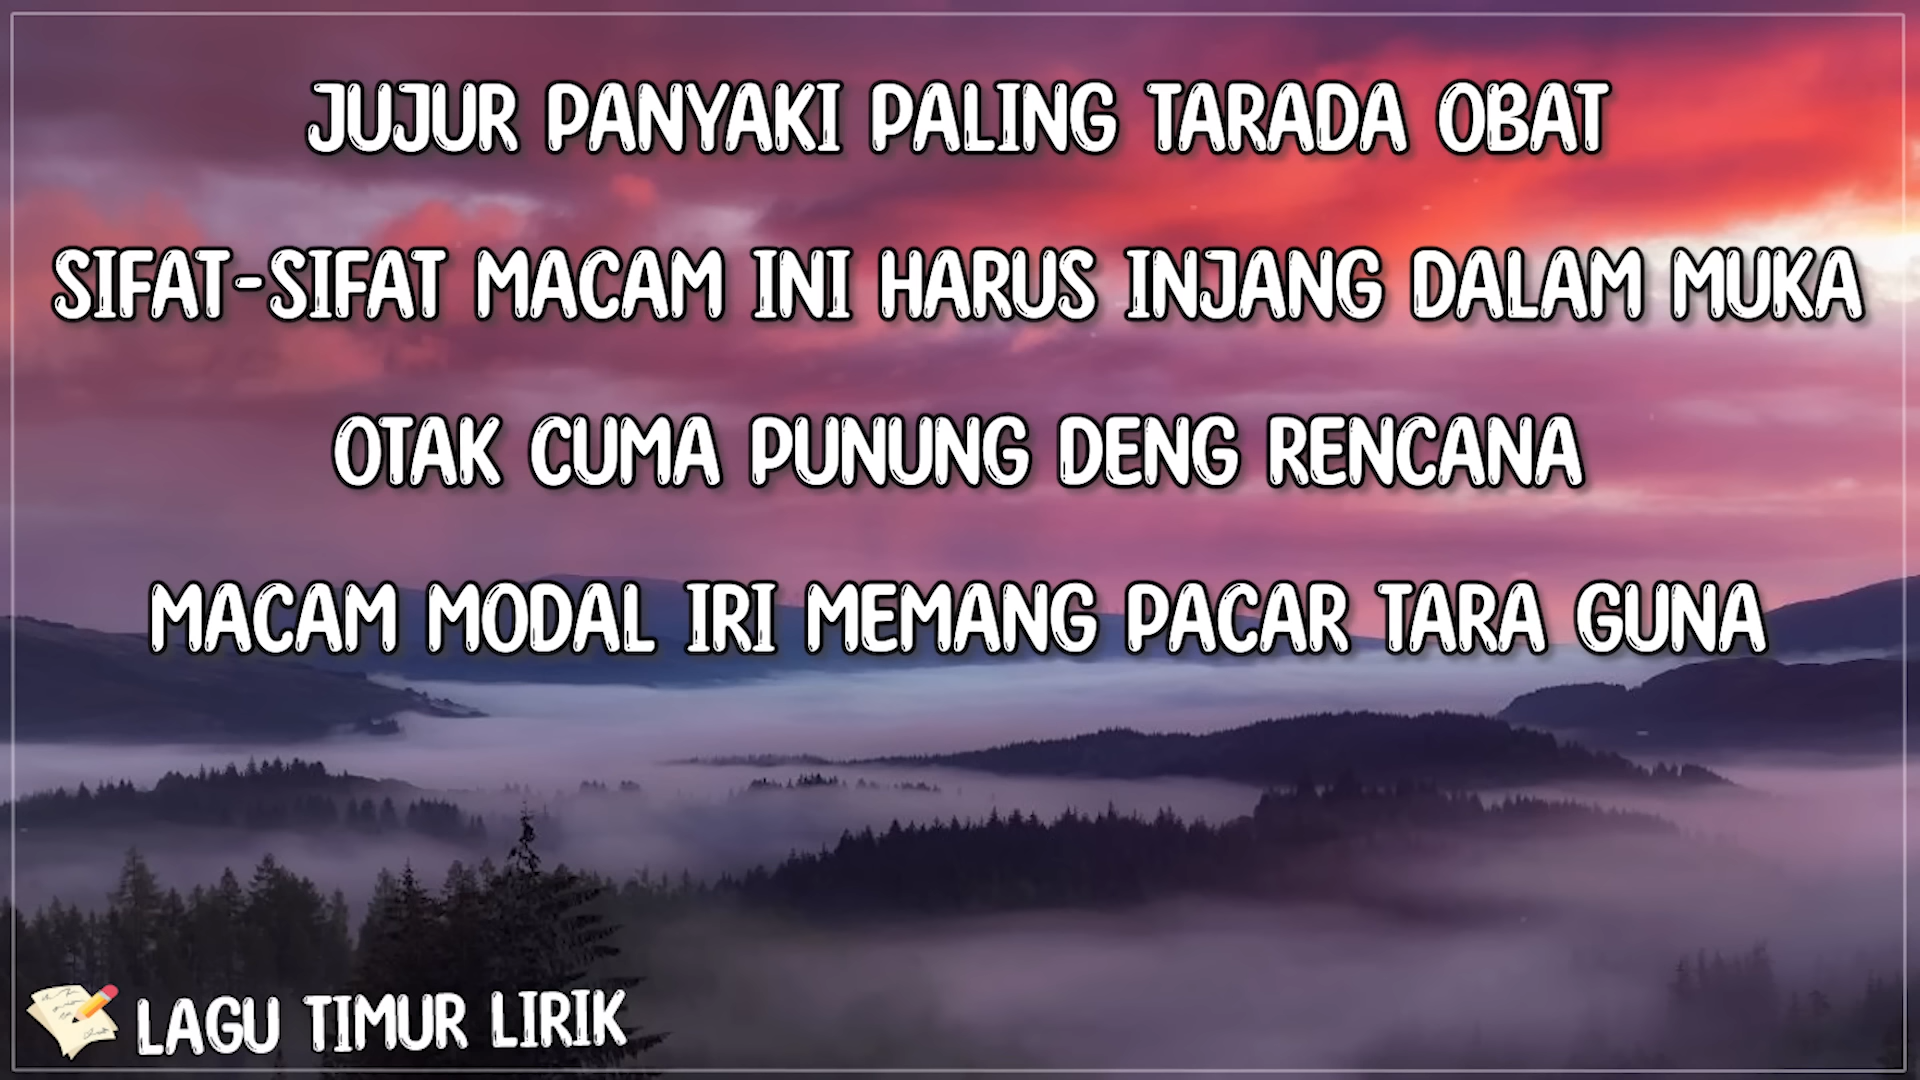 JUJUR PANYAKI PALING TARADA OBAT
SIFAT-SIFAT MACAM INI HARUS INJANG DALAM MUKA
OTAK CUMA PUNUNG DENG RENCANA
MACAM MODAL IRI MEMANG PACAR TARA GUNA
LAGU TIMUR LIRIK